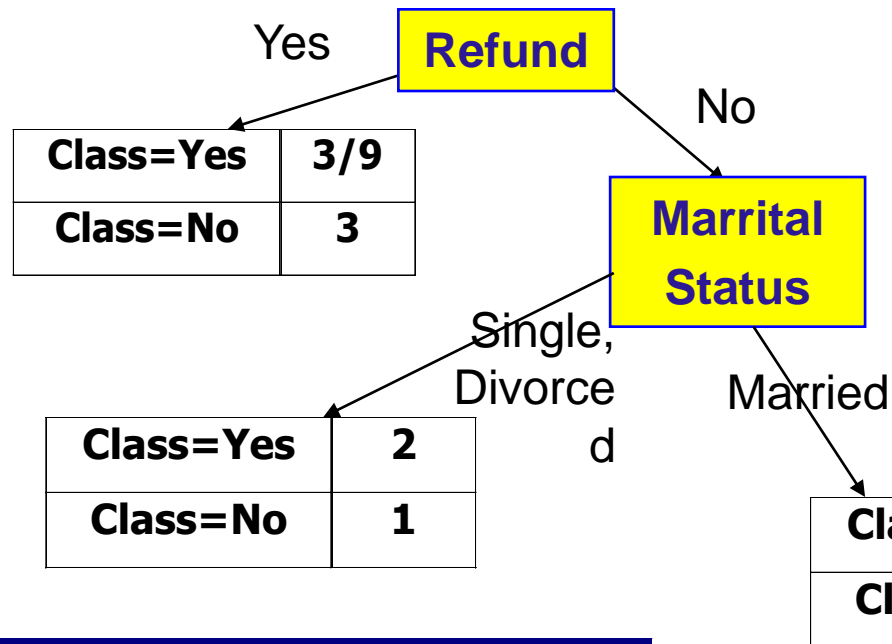 Yes
Refund
No
Class=Yes 3/9
Class=No 3
Marrital
Status
Single,
Divorce
d
Married
Class=Yes 2
Class=No 1